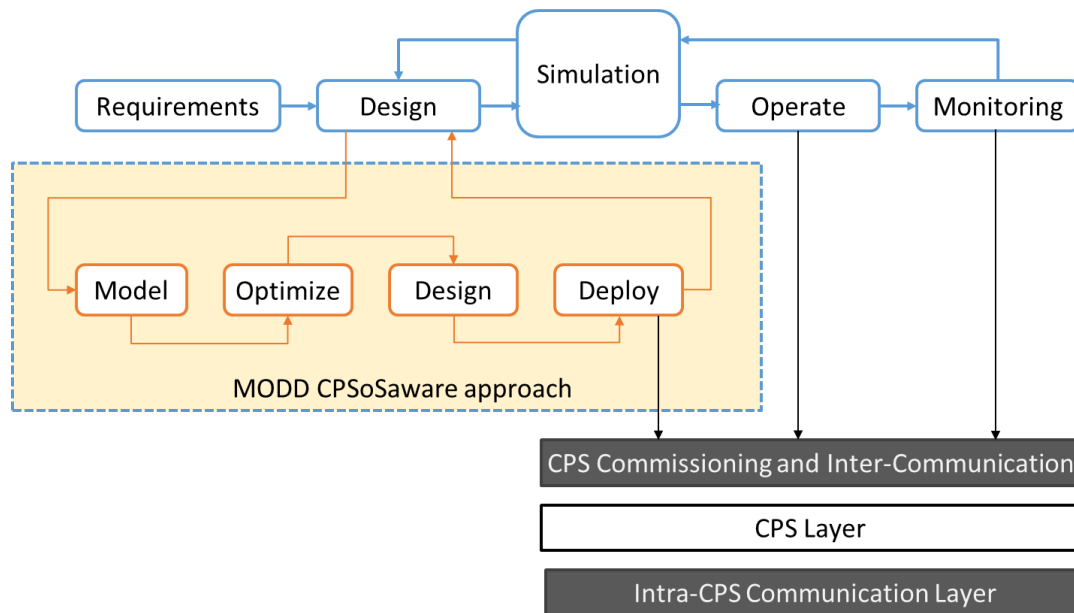 Simulation
Requirements
Design
Operate
Monitoring
Model
Optimize
Design
Deploy
MODD CPSoSaware approach
CPS Commissioning and Inter-Communication
CPS Layer
Intra-CPS Communication Layer